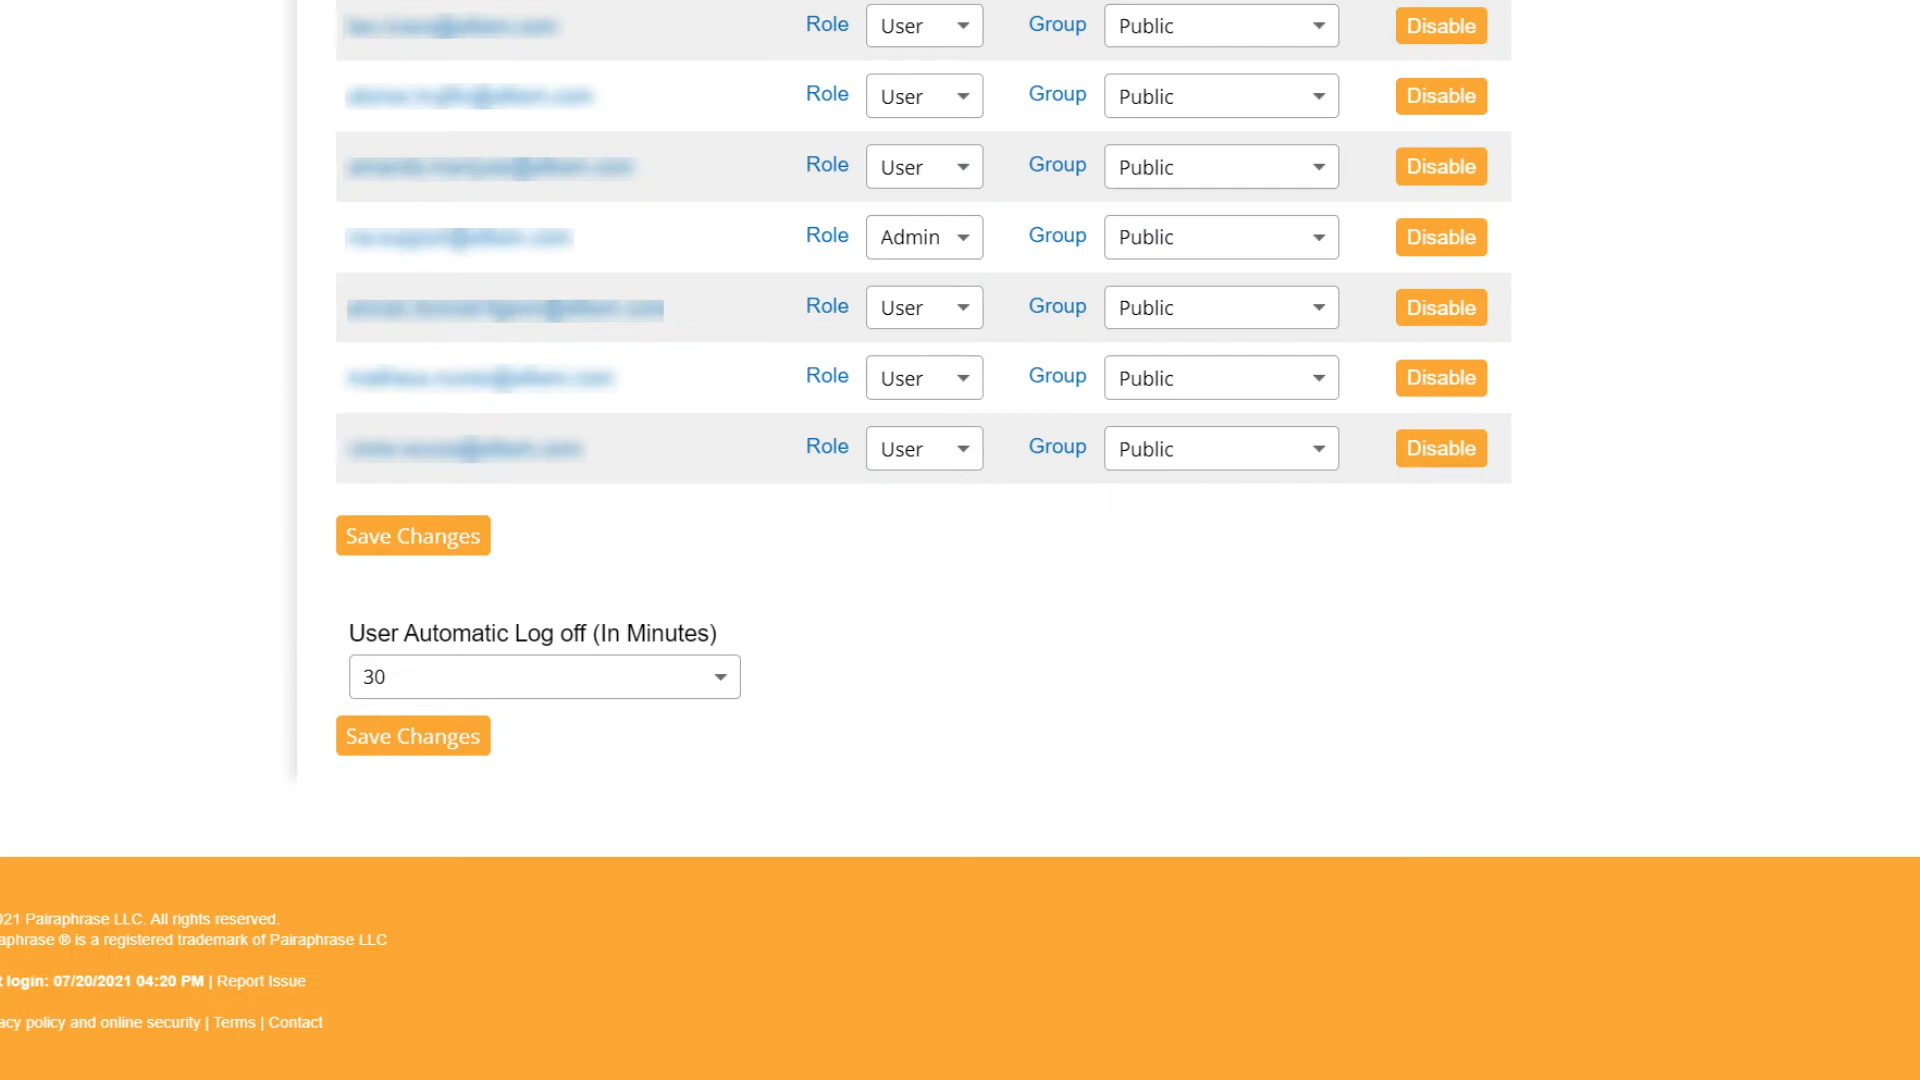 Role User Group Public Disable
Role User Group Public Disable
Role User Group Public Disable
Role Admin Group Public Disable
Role User Group Public Disable
Role User Group Public Disable
Role User Group Public Disable
Save Changes
User Automatic Log off (In Minutes)
30
Save Changes
021 Pairaphrase LLC. All rights reserved.
aphrase ® is a registered trademark of Pairaphrase LLC
t login: 07/20/2021 04:20 PM | Report Issue
acy policy and online security | Terms | Contact